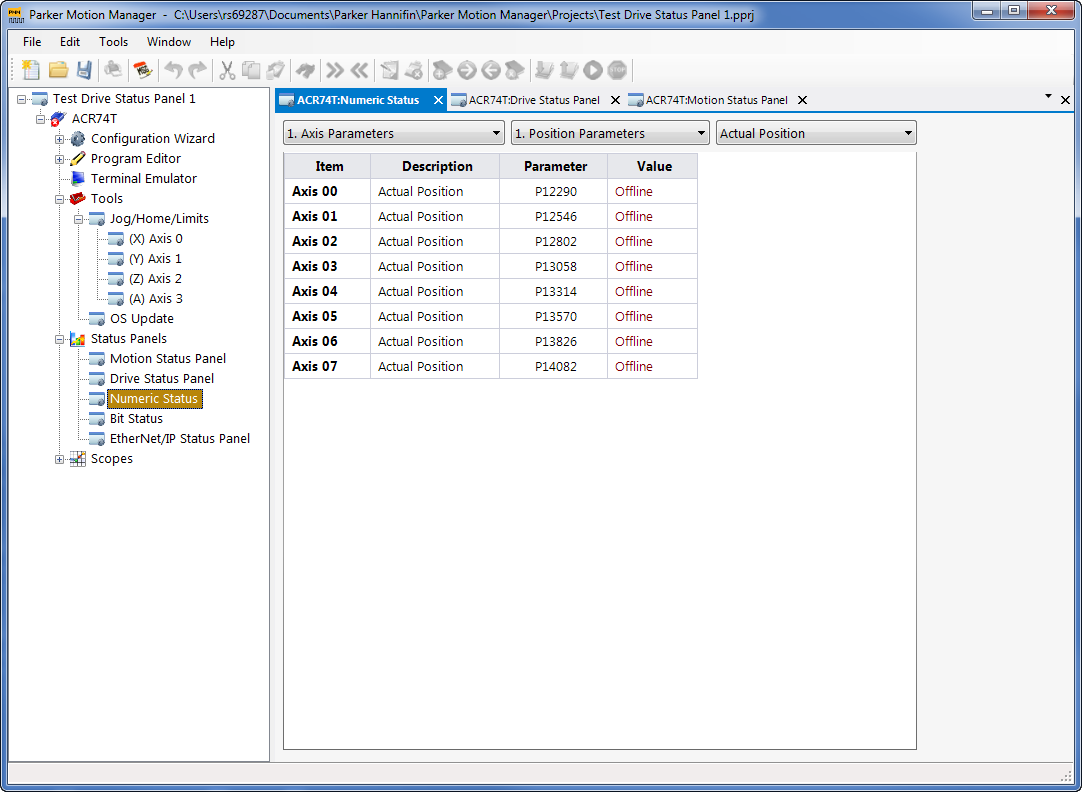 Parker Motion Manager - C:\Users\rs69287\Documents\Parker Hannifin\Parker Motion Manager\Projects\Test Drive Status Panel 1.pprj
File Edit Tools Window Help
Test Drive Status Panel 1
ACR74T
Configuration Wizard
Program Editor
Terminal Emulator
Tools
Jog/Home/Limits
(X) Axis 0
(Y) Axis 1
(Z) Axis 2
(A) Axis 3
OS Update
Status Panels
Motion Status Panel
Drive Status Panel
Numeric Status
Bit Status
EtherNet/IP Status Panel
Scopes
ACR74T:Numeric Status ACR74T:Drive Status Panel ACR74T:Motion Status Panel
1. Axis Parameters 1. Position Parameters Actual Position
Item Description Parameter Value
Axis 00 Actual Position P12290 Offline
Axis 01 Actual Position P12546 Offline
Axis 02 Actual Position P12802 Offline
Axis 03 Actual Position P13058 Offline
Axis 04 Actual Position P13314 Offline
Axis 05 Actual Position P13570 Offline
Axis 06 Actual Position P13826 Offline
Axis 07 Actual Position P14082 Offline